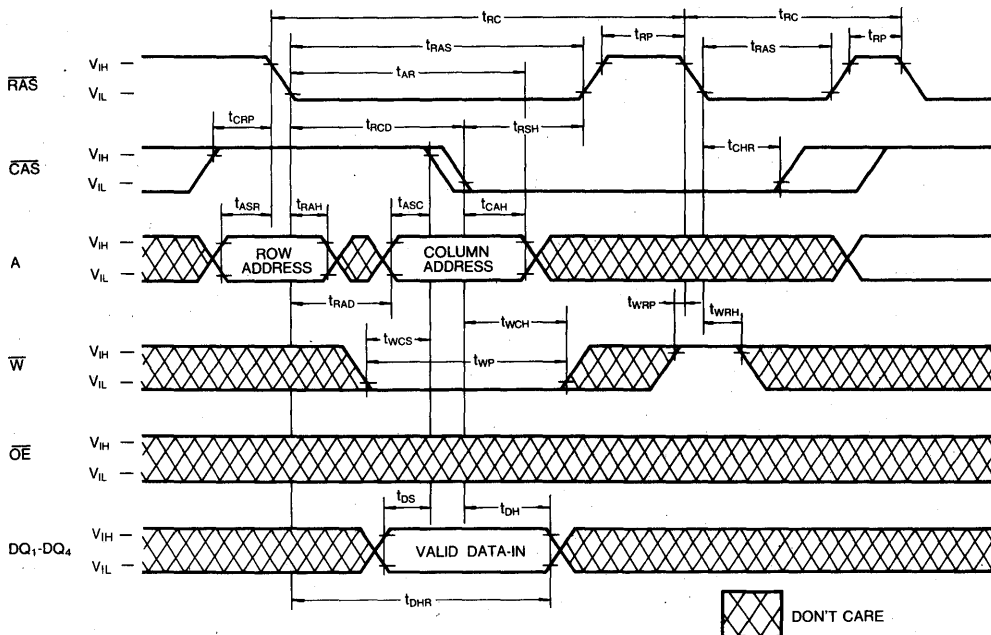 tRC tRC
tRAS tRP tRAS tRP
tAR
RAS VIH
VIL
tCRP tRCD tRSH
CAS VIH tCHR
VIL
tASR tRAH tASC tCAH
A VIH ROW ADDRESS COLUMN ADDRESS
VIL
tRAD tWRP tWRH
tWCS tWCH
W VIH tWP
VIL
OE VIH
VIL
tDS tDH
DQ1-DQ4 VIH VALID DATA-IN
VIL
tDHR
DON'T CARE